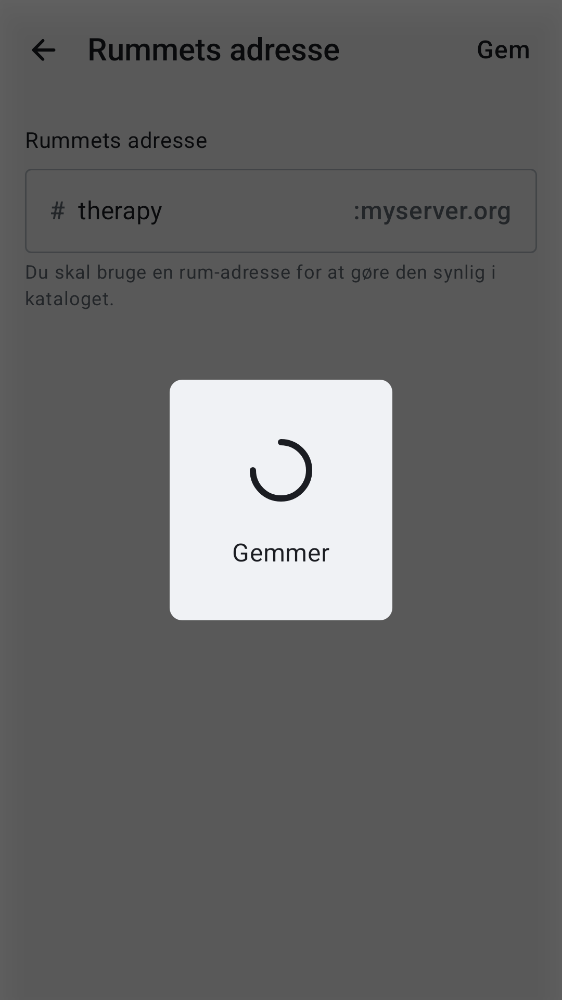 Rummets adresse Gem
Rummets adresse
# therapy :myserver.org
Du skal bruge en rum-adresse for at gøre den synlig i
kataloget.
Gemmer